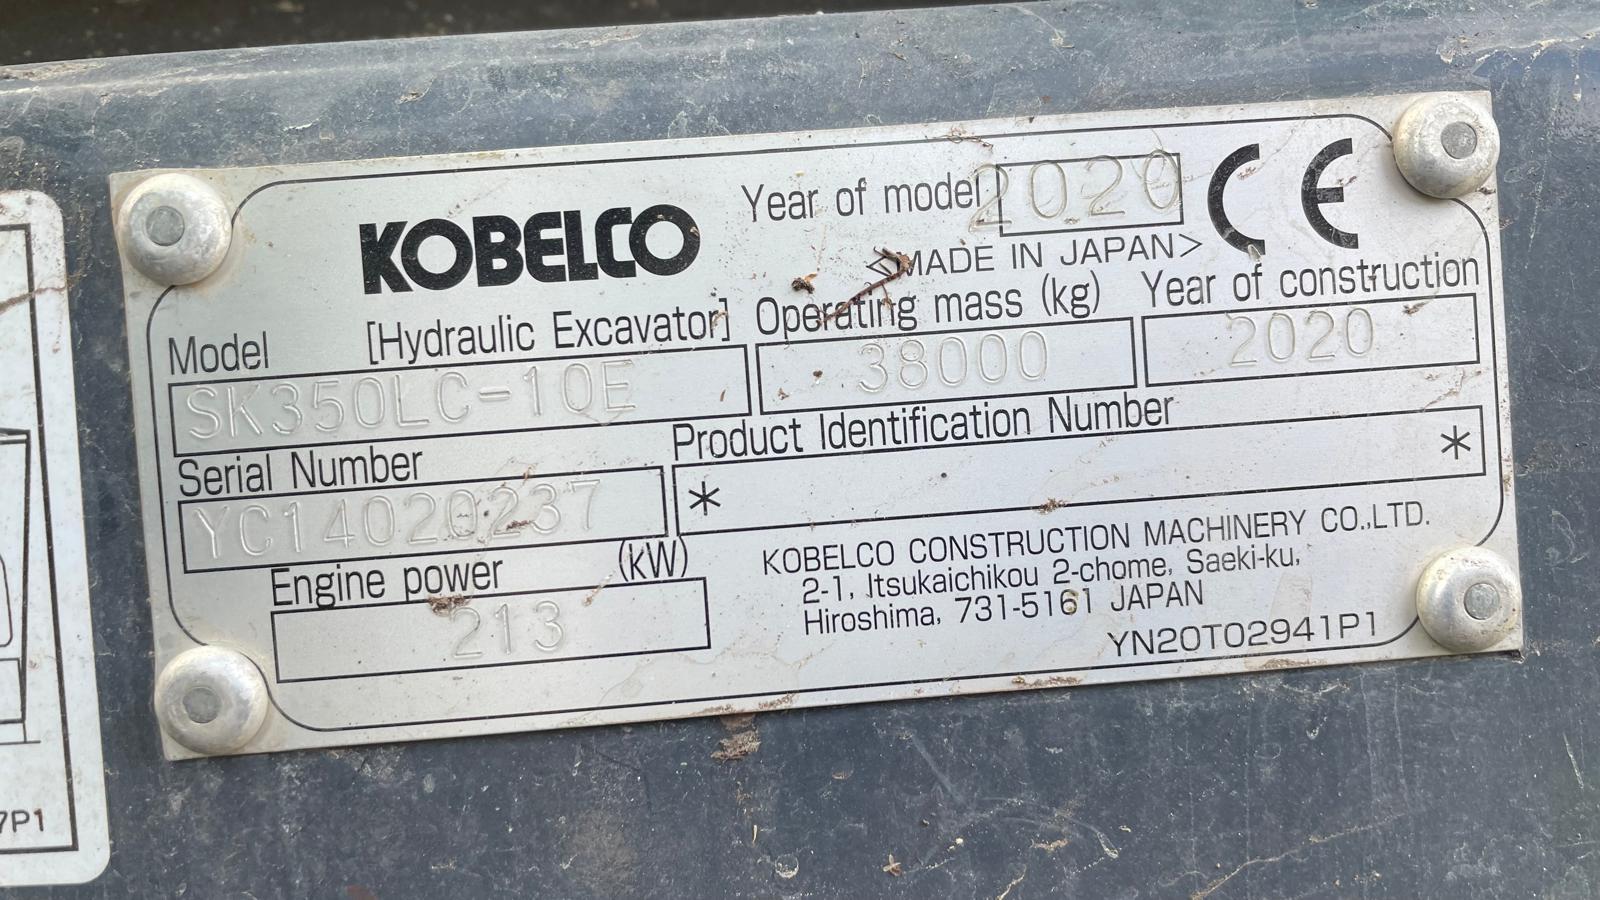 KOBELCO
Year of model 2020
CE
<MADE IN JAPAN>
Model [Hydraulic Excavator]
SK350LC-10E
Operating mass (kg)
38000
Year of construction
2020
Serial Number
YC14020237
Product Identification Number
* *
Engine power (kW)
213
KOBELCO CONSTRUCTION MACHINERY CO.,LTD.
2-1, Itsukaichikou 2-chome, Saeki-ku,
Hiroshima, 731-5161 JAPAN
YN20T02941P1
7P1